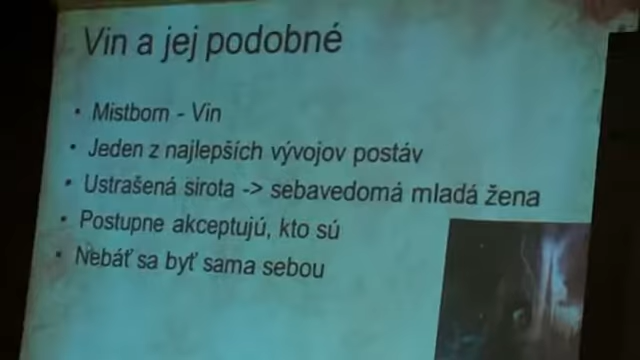 Vin a jej podobné
• Mistborn - Vin
• Jeden z najlepších vývojov postáv
• Ustrašená sirota -> sebavedomá mladá žena
• Postupne akceptujú, kto sú
• Nebáť sa byť sama sebou